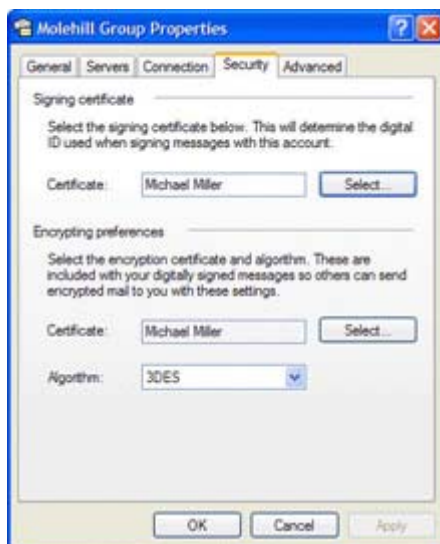 Molehill Group Properties
General Servers Connection Security Advanced
Signing certificate
Select the signing certificate below. This will determine the digital
ID used when signing messages with this account.
Certificate: Michael Miller Select...
Encrypting preferences
Select the encryption certificate and algorithm. These are
included with your digitally signed messages so others can send
encrypted mail to you with these settings.
Certificate: Michael Miller Select...
Algorithm: 3DES
OK Cancel Apply